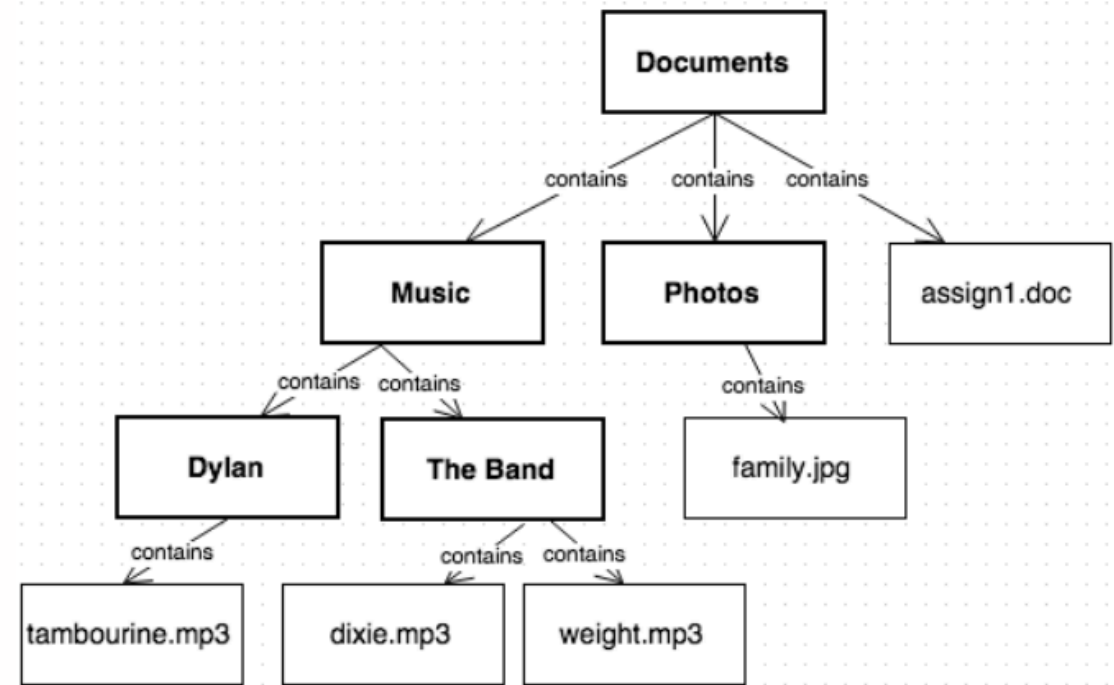 Documents
contains
contains
contains
Music
Photos
assign1.doc
contains
contains
contains
Dylan
The Band
family.jpg
contains
contains
contains
tambourine.mp3
dixie.mp3
weight.mp3